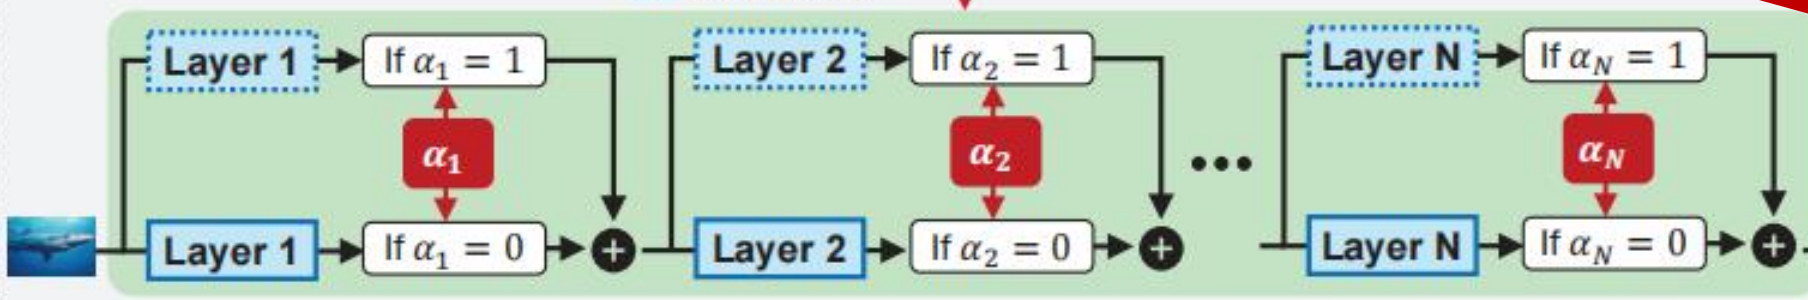 Layer 1 If α₁ = 1 Layer 2 If α₂ = 1 Layer N If α_N = 1
α₁ α₂ ••• α_N
Layer 1 If α₁ = 0 + Layer 2 If α₂ = 0 + Layer N If α_N = 0 +